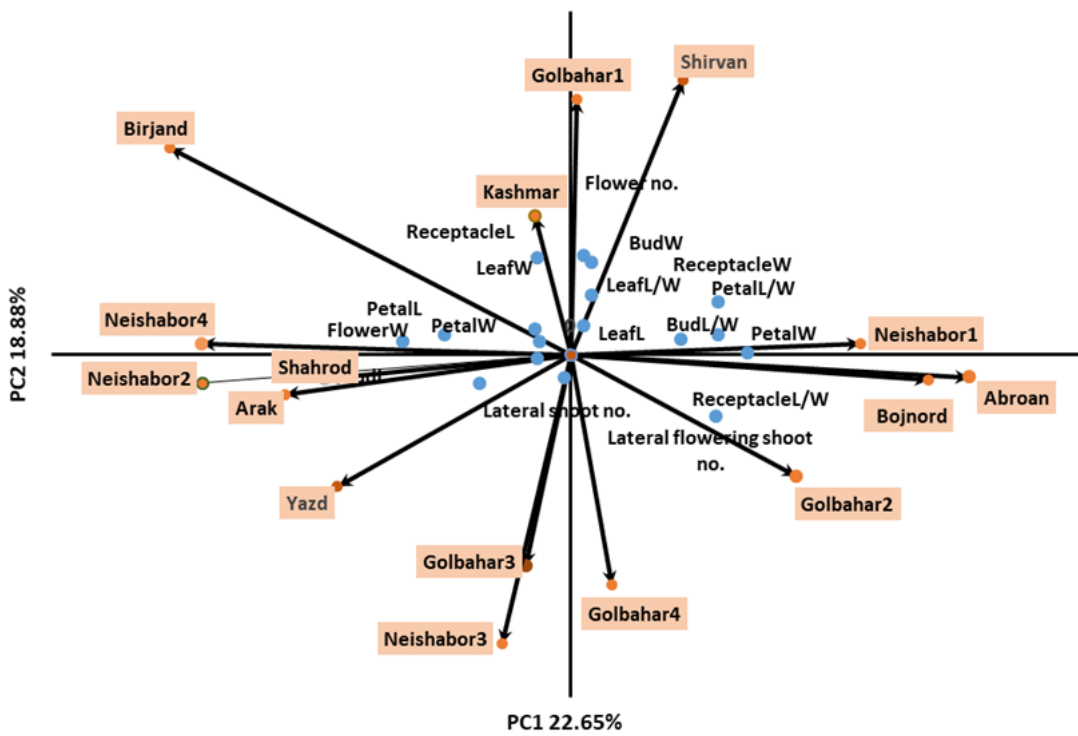 Shirvan
Golbahar1
Birjand
Flower no.
Kashmar
ReceptacleL
BudW
LeafW
ReceptacleW
LeafL/W
PetalL/W
PetalL
Neishabor4
FlowerW
PetalW
LeafL
BudL/W
PetalW
Neishabor1
Shahrod
Neishabor2
Arak
Abroan
Bojnord
ReceptacleL/W
Lateral shoot no.
Lateral flowering shoot
no.
Yazd
Golbahar2
Golbahar3
Golbahar4
Neishabor3
PC2 18.88%
PC1 22.65%